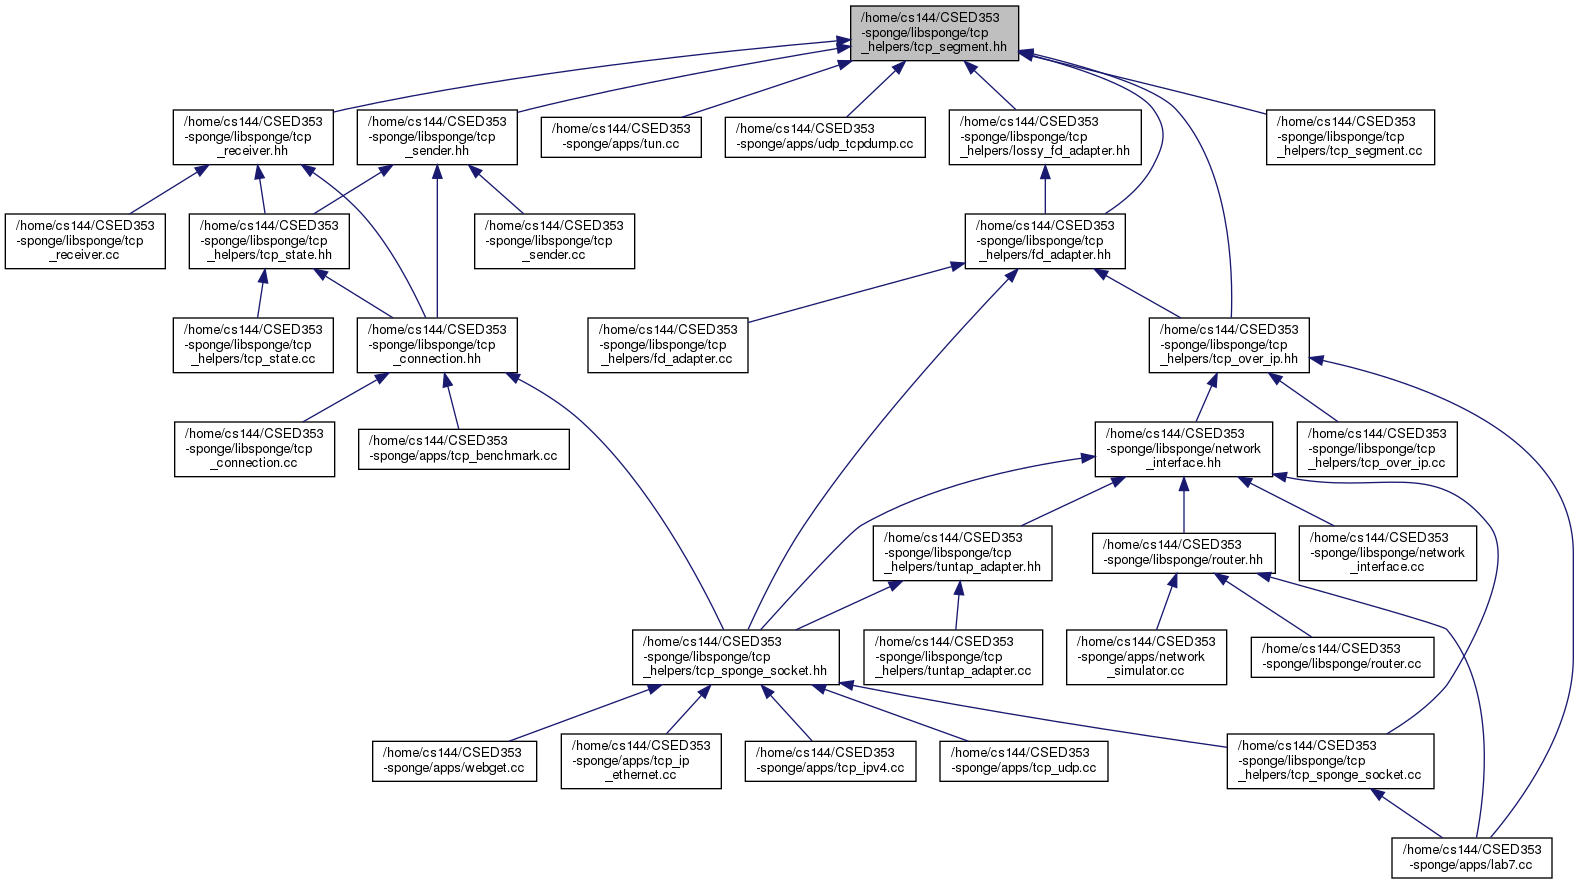 /home/cs144/CSED353
-sponge/libsponge/tcp
_helpers/tcp_segment.hh
/home/cs144/CSED353
-sponge/libsponge/tcp
_receiver.hh
/home/cs144/CSED353
-sponge/libsponge/tcp
_sender.hh
/home/cs144/CSED353
-sponge/apps/tun.cc
/home/cs144/CSED353
-sponge/apps/udp_tcpdump.cc
/home/cs144/CSED353
-sponge/libsponge/tcp
_helpers/lossy_fd_adapter.hh
/home/cs144/CSED353
-sponge/libsponge/tcp
_helpers/tcp_segment.cc
/home/cs144/CSED353
-sponge/libsponge/tcp
_receiver.cc
/home/cs144/CSED353
-sponge/libsponge/tcp
_helpers/tcp_state.hh
/home/cs144/CSED353
-sponge/libsponge/tcp
_sender.cc
/home/cs144/CSED353
-sponge/libsponge/tcp
_helpers/fd_adapter.hh
/home/cs144/CSED353
-sponge/libsponge/tcp
_helpers/tcp_state.cc
/home/cs144/CSED353
-sponge/libsponge/tcp
_connection.hh
/home/cs144/CSED353
-sponge/libsponge/tcp
_helpers/fd_adapter.cc
/home/cs144/CSED353
-sponge/libsponge/tcp
_helpers/tcp_over_ip.hh
/home/cs144/CSED353
-sponge/libsponge/tcp
_connection.cc
/home/cs144/CSED353
-sponge/apps/tcp_benchmark.cc
/home/cs144/CSED353
-sponge/libsponge/network
_interface.hh
/home/cs144/CSED353
-sponge/libsponge/tcp
_helpers/tcp_over_ip.cc
/home/cs144/CSED353
-sponge/libsponge/tcp
_helpers/tuntap_adapter.hh
/home/cs144/CSED353
-sponge/libsponge/router.hh
/home/cs144/CSED353
-sponge/libsponge/network
_interface.cc
/home/cs144/CSED353
-sponge/libsponge/tcp
_helpers/tcp_sponge_socket.hh
/home/cs144/CSED353
-sponge/libsponge/tcp
_helpers/tuntap_adapter.cc
/home/cs144/CSED353
-sponge/apps/network
_simulator.cc
/home/cs144/CSED353
-sponge/libsponge/router.cc
/home/cs144/CSED353
-sponge/apps/webget.cc
/home/cs144/CSED353
-sponge/apps/tcp_ip
_ethernet.cc
/home/cs144/CSED353
-sponge/apps/tcp_ipv4.cc
/home/cs144/CSED353
-sponge/apps/tcp_udp.cc
/home/cs144/CSED353
-sponge/libsponge/tcp
_helpers/tcp_sponge_socket.cc
/home/cs144/CSED353
-sponge/apps/lab7.cc